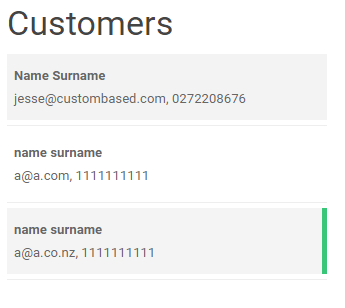 Customers
Name Surname
jesse@custombased.com, 0272208676
name surname
a@a.com, 1111111111
name surname
a@a.co.nz, 1111111111